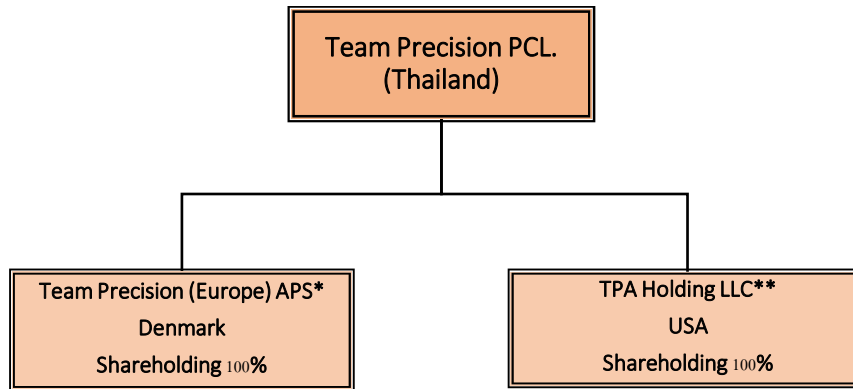 Team Precision PCL.
(Thailand)
Team Precision (Europe) APS*
Denmark
Shareholding 100%
TPA Holding LLC**
USA
Shareholding 100%